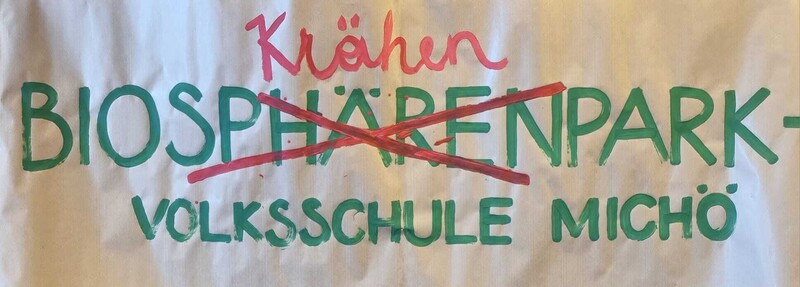 Krähen
BIOSPHÄRENPARK-
VOLKSSCHULE MICHÖ